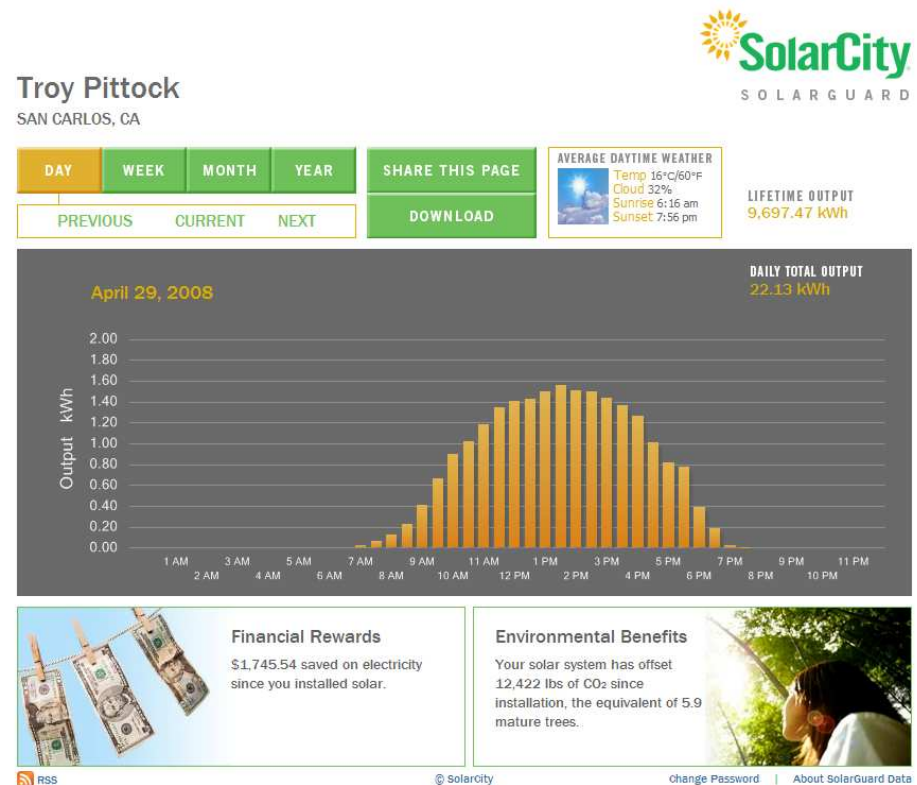 SolarCity
SOLARGUARD
Troy Pittock
SAN CARLOS, CA
DAY WEEK MONTH YEAR
PREVIOUS CURRENT NEXT
SHARE THIS PAGE
DOWNLOAD
AVERAGE DAYTIME WEATHER
Temp 16°C/60°F
Cloud 32%
Sunrise 6:16 am
Sunset 7:56 pm
LIFETIME OUTPUT
9,697.47 kWh
DAILY TOTAL OUTPUT
22.13 kWh
April 29, 2008
Output kWh
2.00
1.80
1.60
1.40
1.20
1.00
0.80
0.60
0.40
0.20
0.00
1 AM 3 AM 5 AM 7 AM 9 AM 11 AM 1 PM 3 PM 5 PM 7 PM 9 PM 11 PM
2 AM 4 AM 6 AM 8 AM 10 AM 12 PM 2 PM 4 PM 6 PM 8 PM 10 PM
Financial Rewards
$1,745.54 saved on electricity
since you installed solar.
Environmental Benefits
Your solar system has offset
12,422 lbs of CO₂ since
installation, the equivalent of 5.9
mature trees.
RSS
© SolarCity
Change Password | About SolarGuard Data